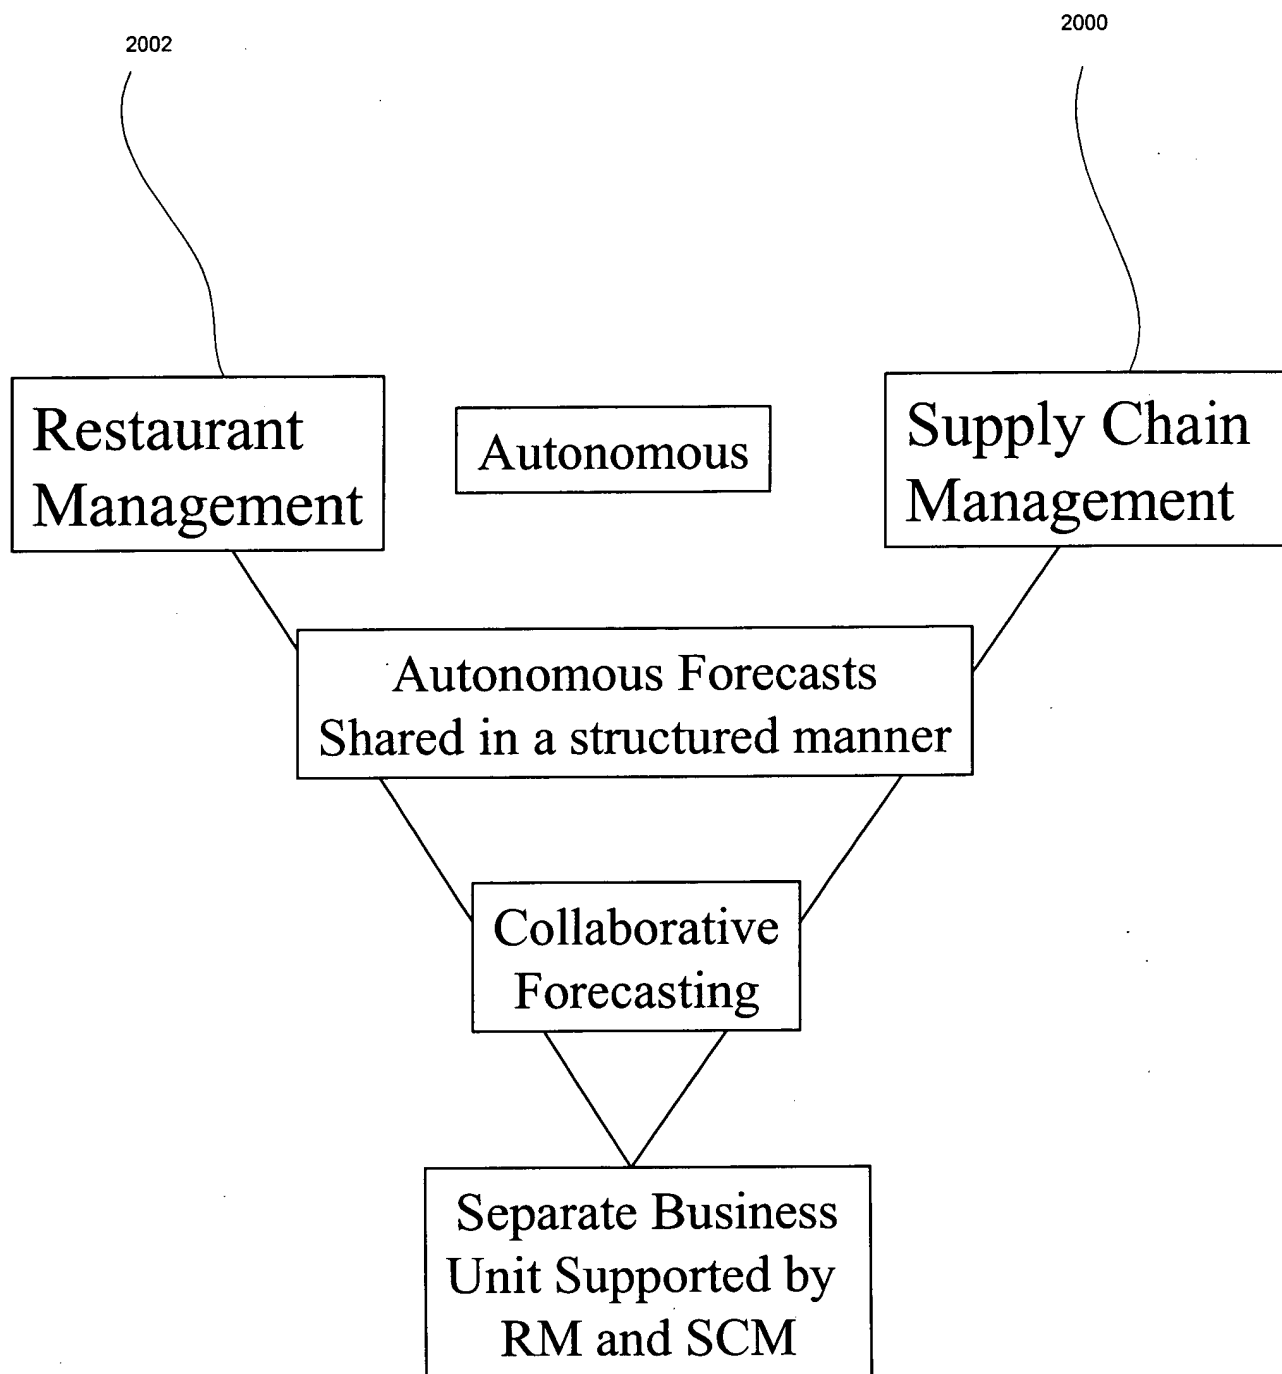 2002
2000
Restaurant
Management
Autonomous
Supply Chain
Management
Autonomous Forecasts
Shared in a structured manner
Collaborative
Forecasting
Separate Business
Unit Supported by
RM and SCM